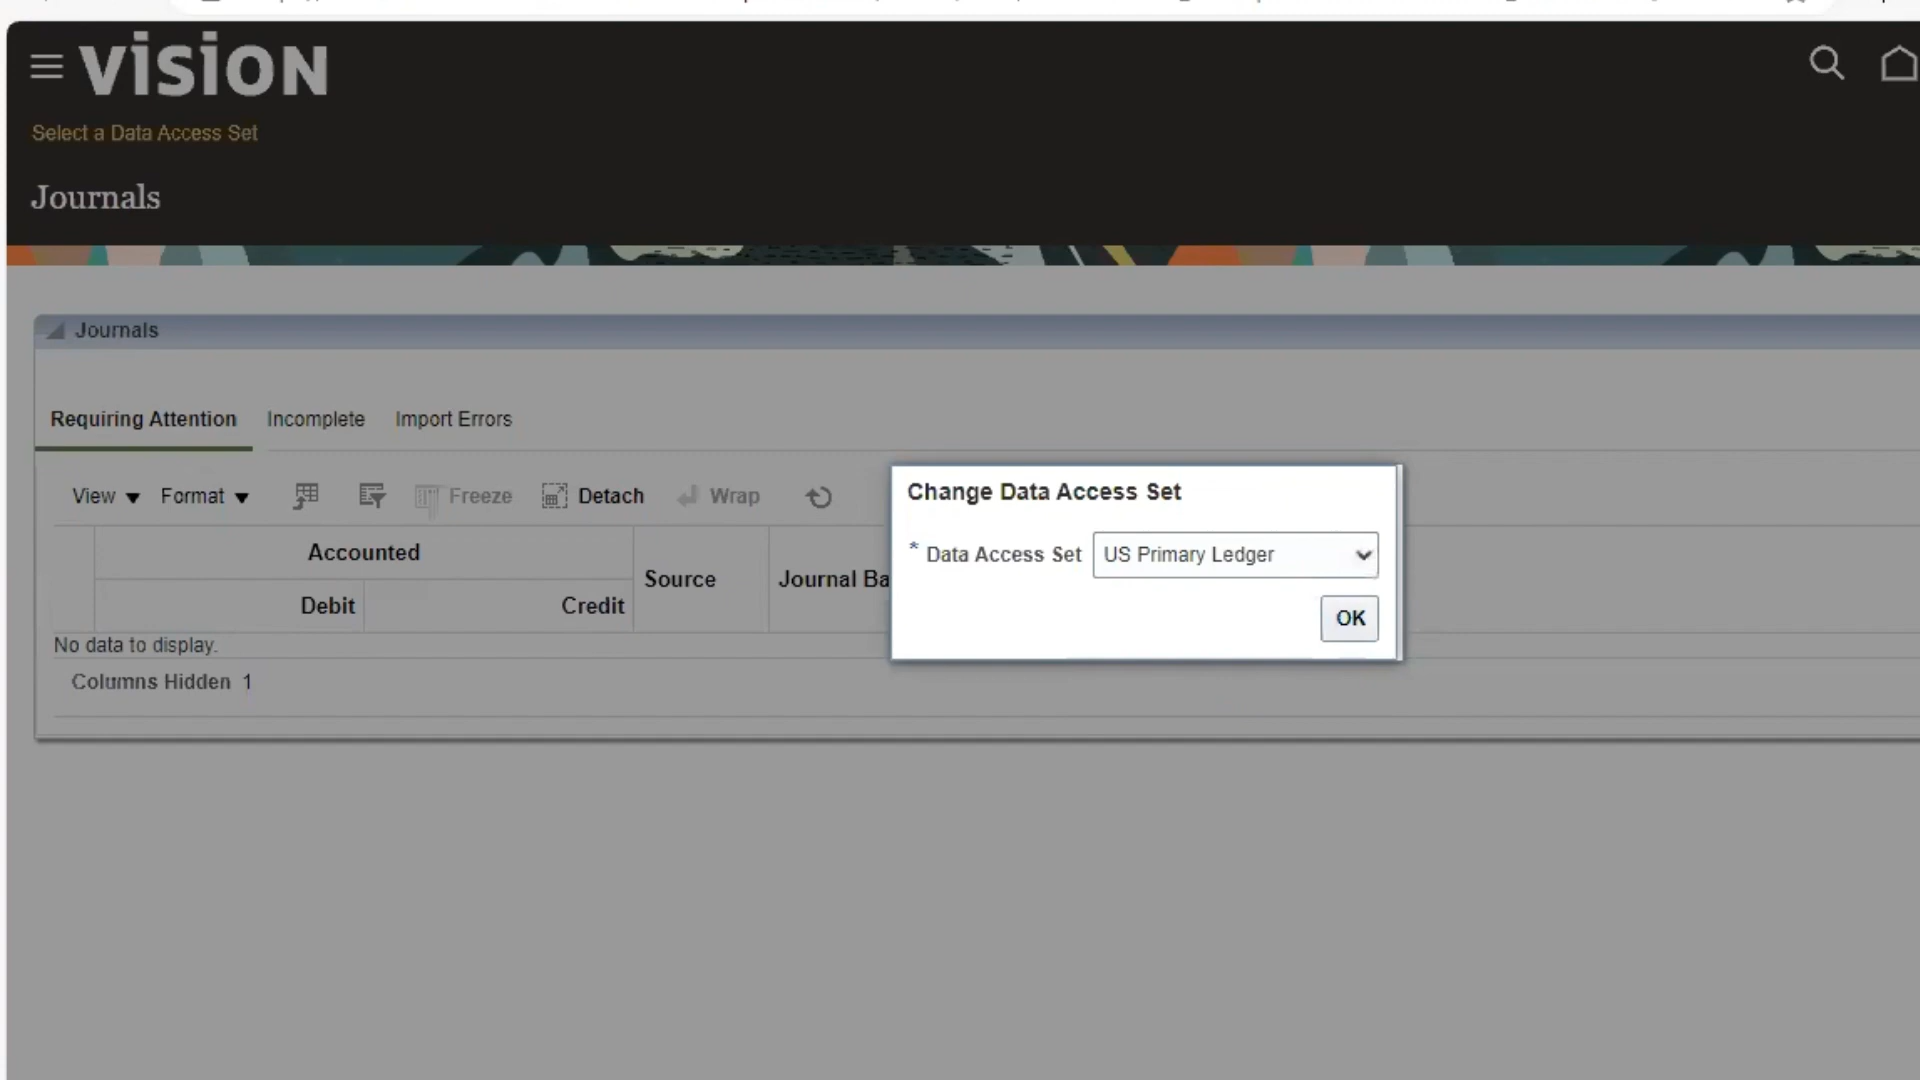 VISION
Select a Data Access Set
Journals
Journals
Requiring Attention Incomplete Import Errors
View Format Freeze Detach Wrap
Accounted
Debit Credit
Source
Journal Ba
No data to display.
Columns Hidden 1
Change Data Access Set
* Data Access Set US Primary Ledger
OK